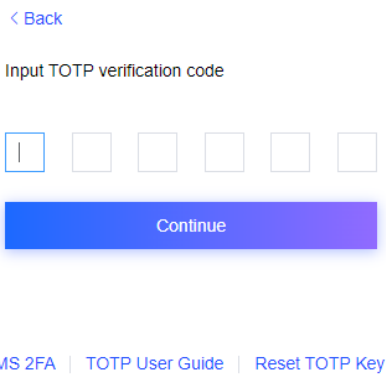 < Back
Input TOTP verification code
Continue
MS 2FA | TOTP User Guide | Reset TOTP Key